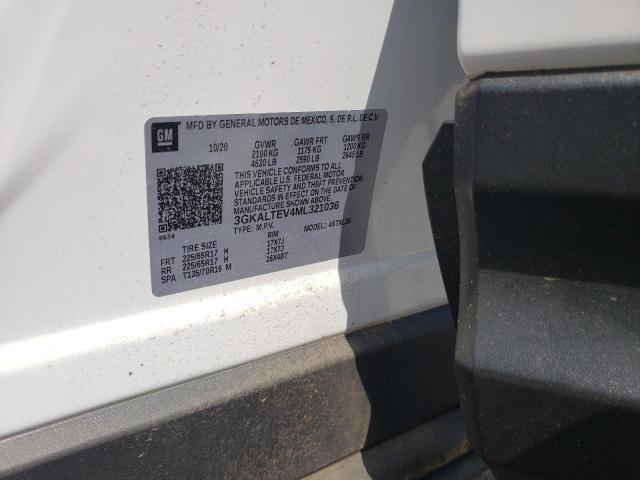 GM
MFD BY GENERAL MOTORS DE MEXICO, S. DE R.L. DE C.V.
10/20 GVWR GAWR FRT GAWR RR
2100 KG 1175 KG 1200 KG
4630 LB 2590 LB 2645 LB
THIS VEHICLE CONFORMS TO ALL
APPLICABLE U.S. FEDERAL MOTOR
VEHICLE SAFETY AND THEFT
PREVENTION STANDARDS IN EFFECT
ON THE DATE OF MANUFACTURE SHOWN ABOVE.
3GKALTEV4ML321036
TYPE: M.P.V. MODEL: 46TXL26
9624
TIRE SIZE RIM
FRT 225/65R17 H 17X7J
RR 225/65R17 H 17X7J
SPA T135/70R16 M 16X4BT